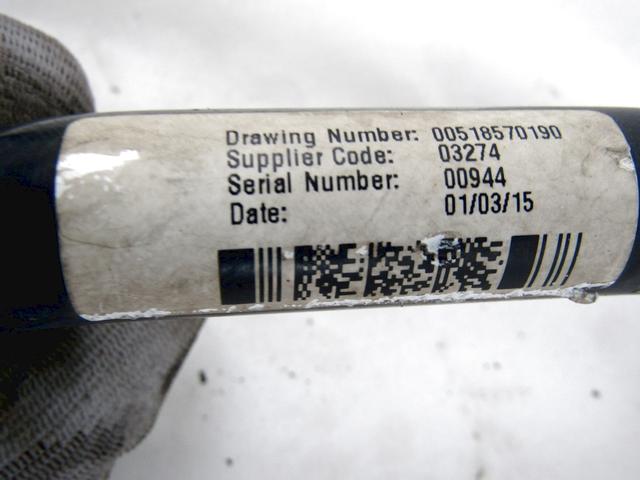 Drawing Number: 00518570190
Supplier Code: 03274
Serial Number: 00944
Date: 01/03/15